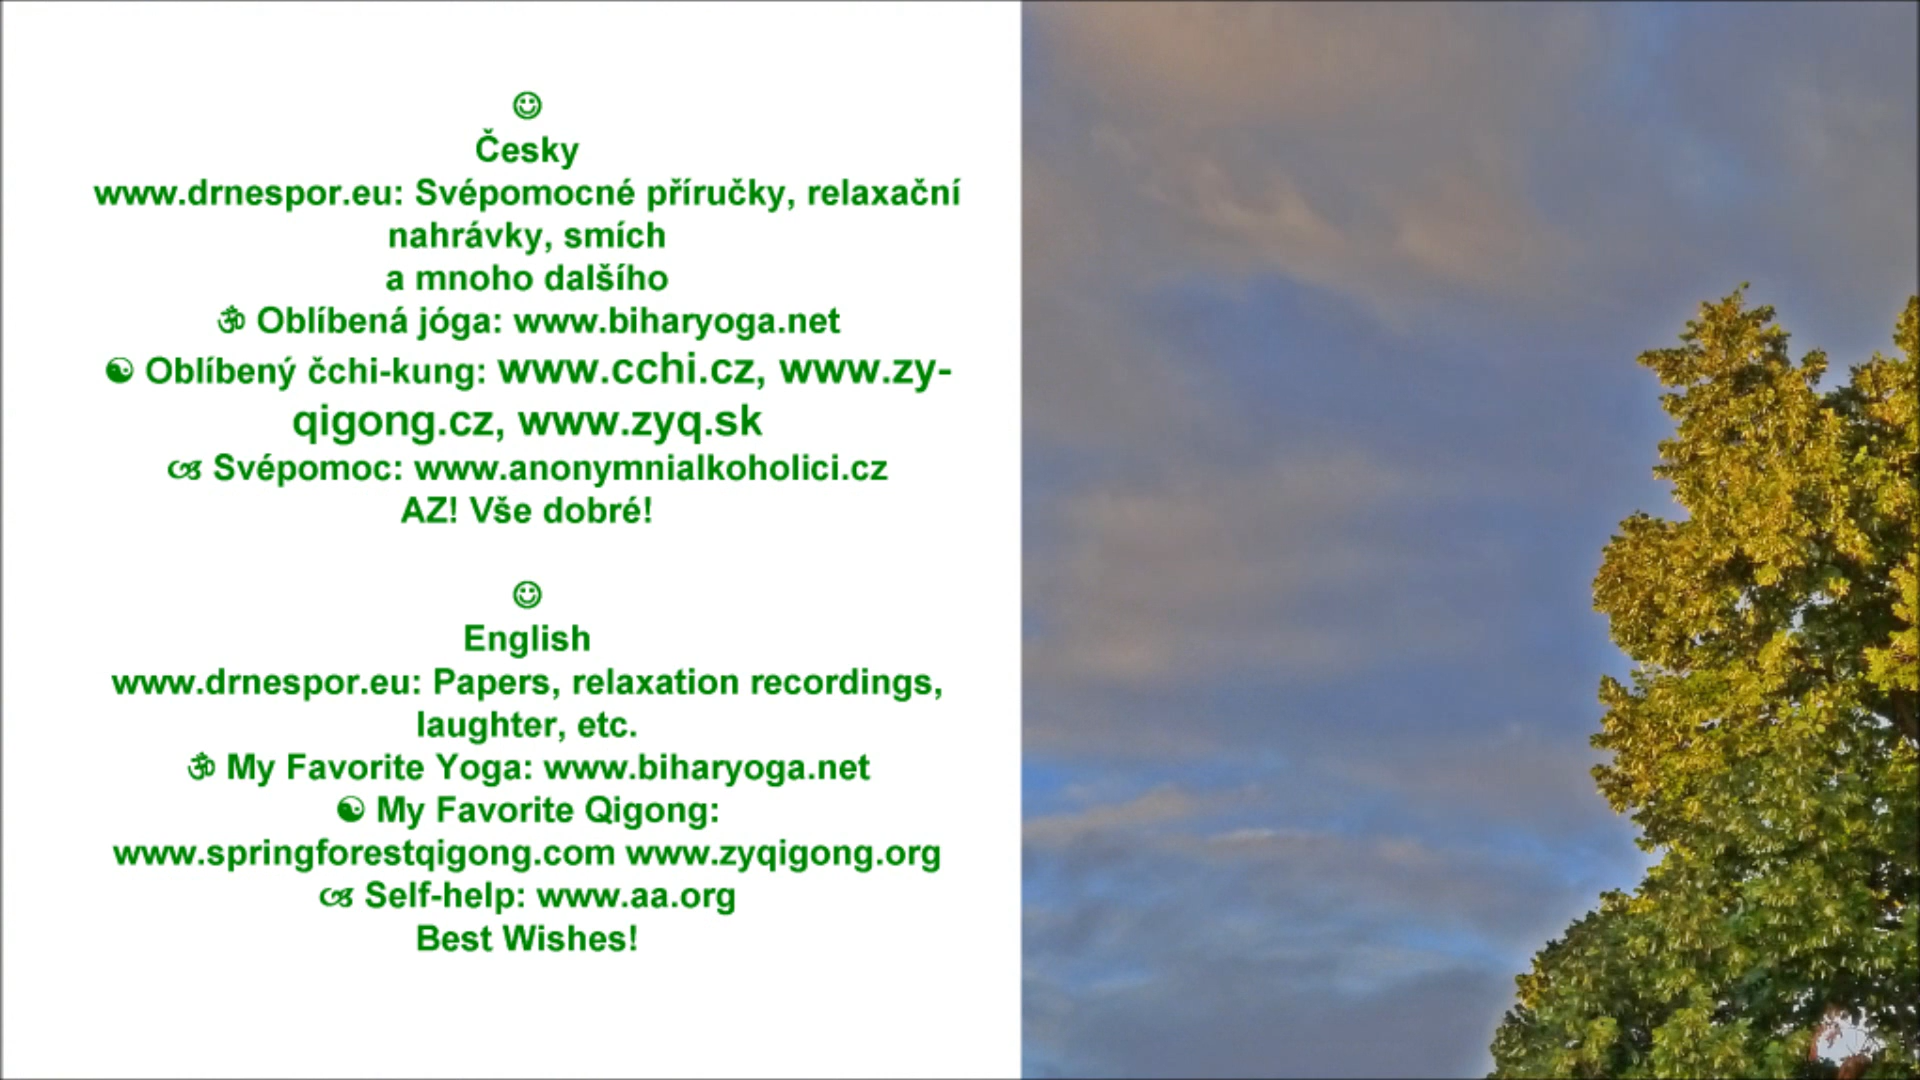 ☺
Česky
www.drnespor.eu: Svépomocné příručky, relaxační
nahrávky, smích
a mnoho dalšího
ॐ Oblíbená jóga: www.biharyoga.net
☯ Oblíbený čchi-kung: www.cchi.cz, www.zy-
qigong.cz, www.zyq.sk
🙢 Svépomoc: www.anonymnialkoholici.cz
AZ! Vše dobré!
☺
English
www.drnespor.eu: Papers, relaxation recordings,
laughter, etc.
ॐ My Favorite Yoga: www.biharyoga.net
☯ My Favorite Qigong:
www.springforestqigong.com www.zyqigong.org
🙢 Self-help: www.aa.org
Best Wishes!